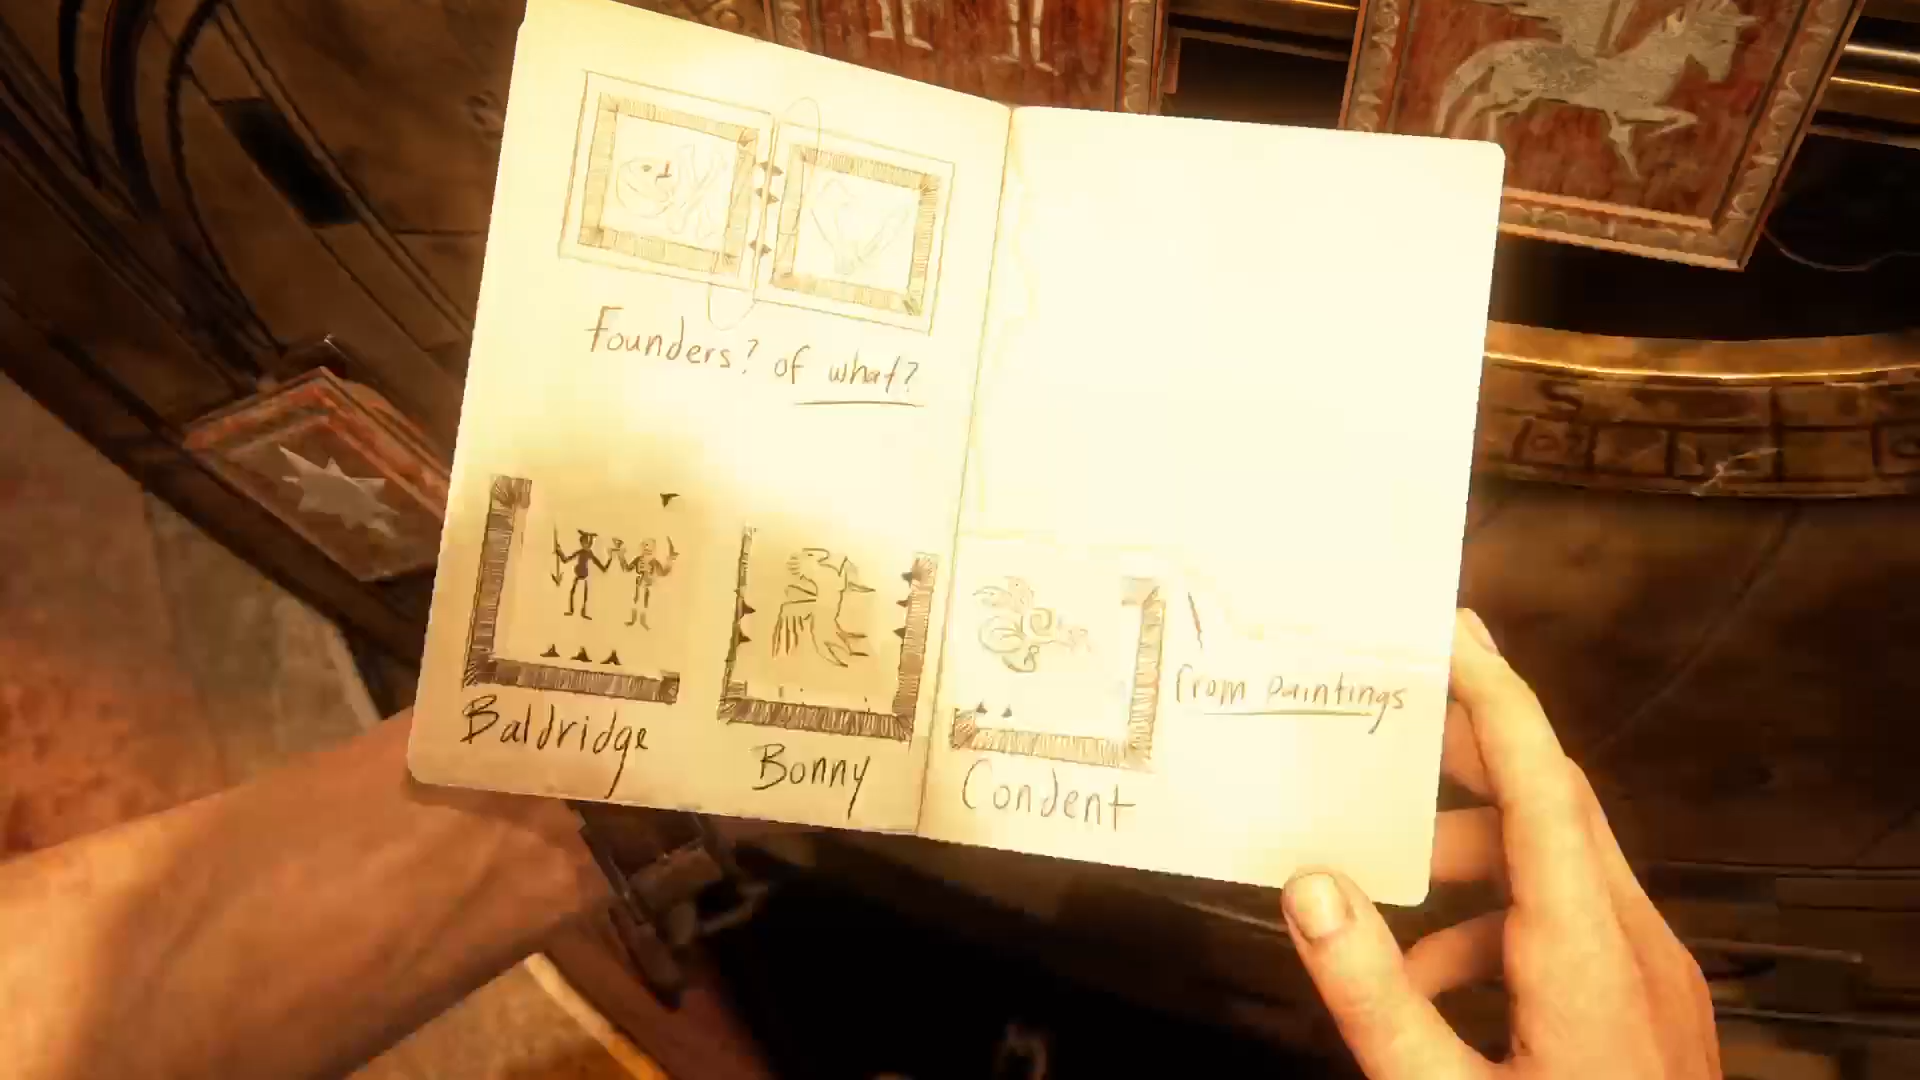 Founders? of what?
Baldridge
Bonny
Condent
from paintings